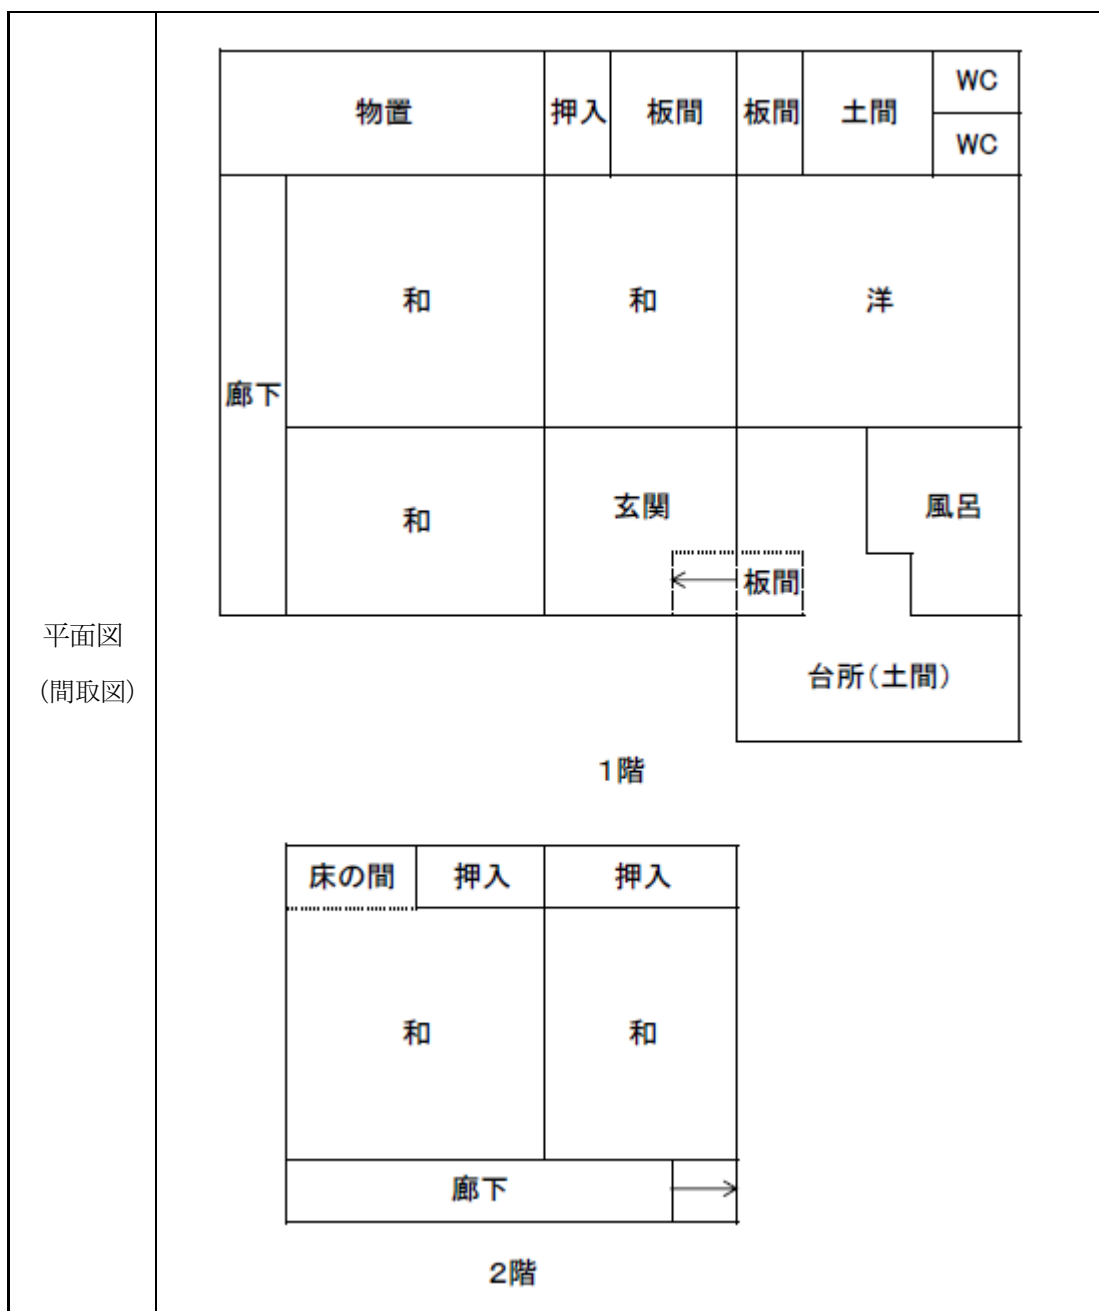 平面図
(間取図)
物置
押入
板間
板間
土間
WC
WC
和
和
洋
廊下
和
玄関
風呂
板間
台所(土間)
1階
床の間
押入
押入
和
和
廊下
2階